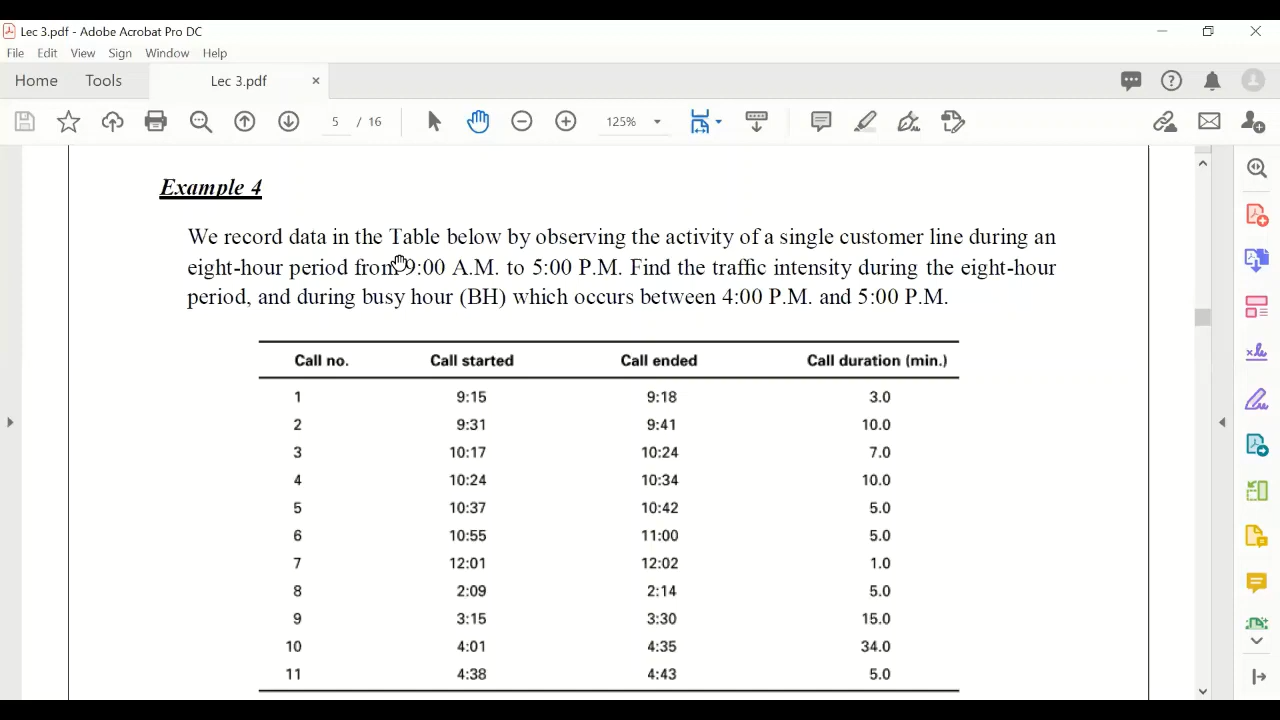 Lec 3.pdf - Adobe Acrobat Pro DC
File Edit View Sign Window Help
Home Tools Lec 3.pdf ×
5 / 16 125%
Example 4
We record data in the Table below by observing the activity of a single customer line during an
eight-hour period from 9:00 A.M. to 5:00 P.M. Find the traffic intensity during the eight-hour
period, and during busy hour (BH) which occurs between 4:00 P.M. and 5:00 P.M.
Call no. Call started Call ended Call duration (min.)
1 9:15 9:18 3.0
2 9:31 9:41 10.0
3 10:17 10:24 7.0
4 10:24 10:34 10.0
5 10:37 10:42 5.0
6 10:55 11:00 5.0
7 12:01 12:02 1.0
8 2:09 2:14 5.0
9 3:15 3:30 15.0
10 4:01 4:35 34.0
11 4:38 4:43 5.0